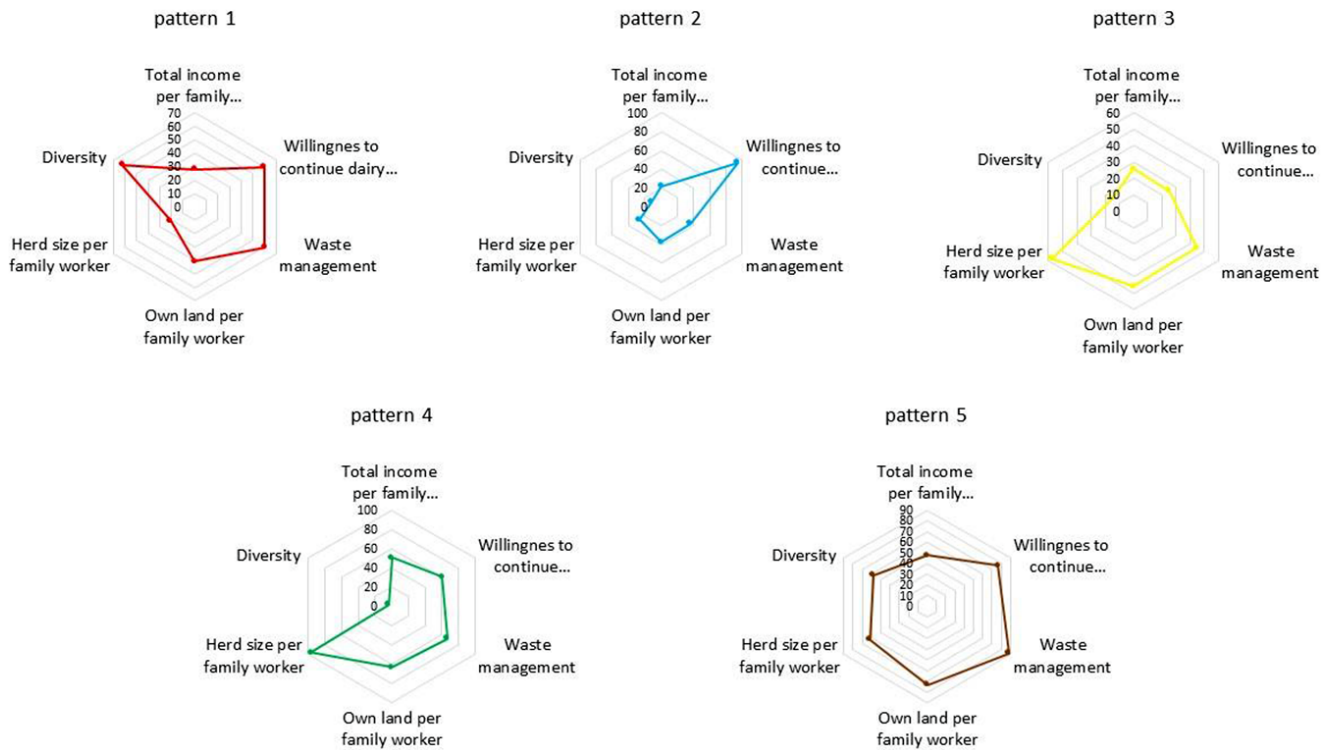 pattern 1
Total income
per family...
70
60
50
40
30
20
10
0
Willingnes to
continue dairy...
Waste
management
Own land per
family worker
Herd size per
family worker
Diversity
pattern 2
Total income
per family...
100
80
60
40
20
0
Willingnes to
continue...
Waste
management
Own land per
family worker
Herd size per
family worker
Diversity
pattern 3
Total income
per family...
60
50
40
30
20
10
0
Willingnes to
continue...
Waste
management
Own land per
family worker
Herd size per
family worker
Diversity
pattern 4
Total income
per family...
100
80
60
40
20
0
Willingnes to
continue...
Waste
management
Own land per
family worker
Herd size per
family worker
Diversity
pattern 5
Total income
per family...
90
80
70
60
50
40
30
20
10
0
Willingnes to
continue...
Waste
management
Own land per
family worker
Herd size per
family worker
Diversity